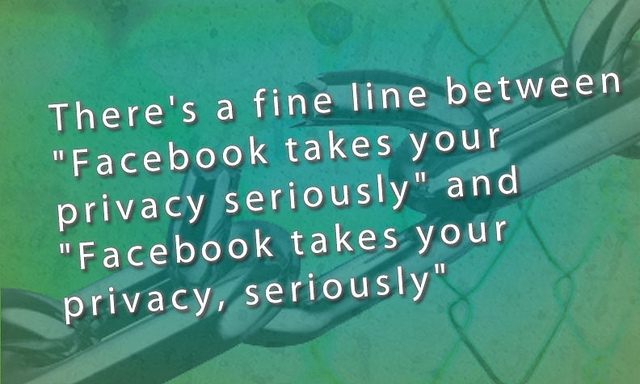 There's a fine line between
"Facebook takes your
privacy seriously" and
"Facebook takes your
privacy, seriously"